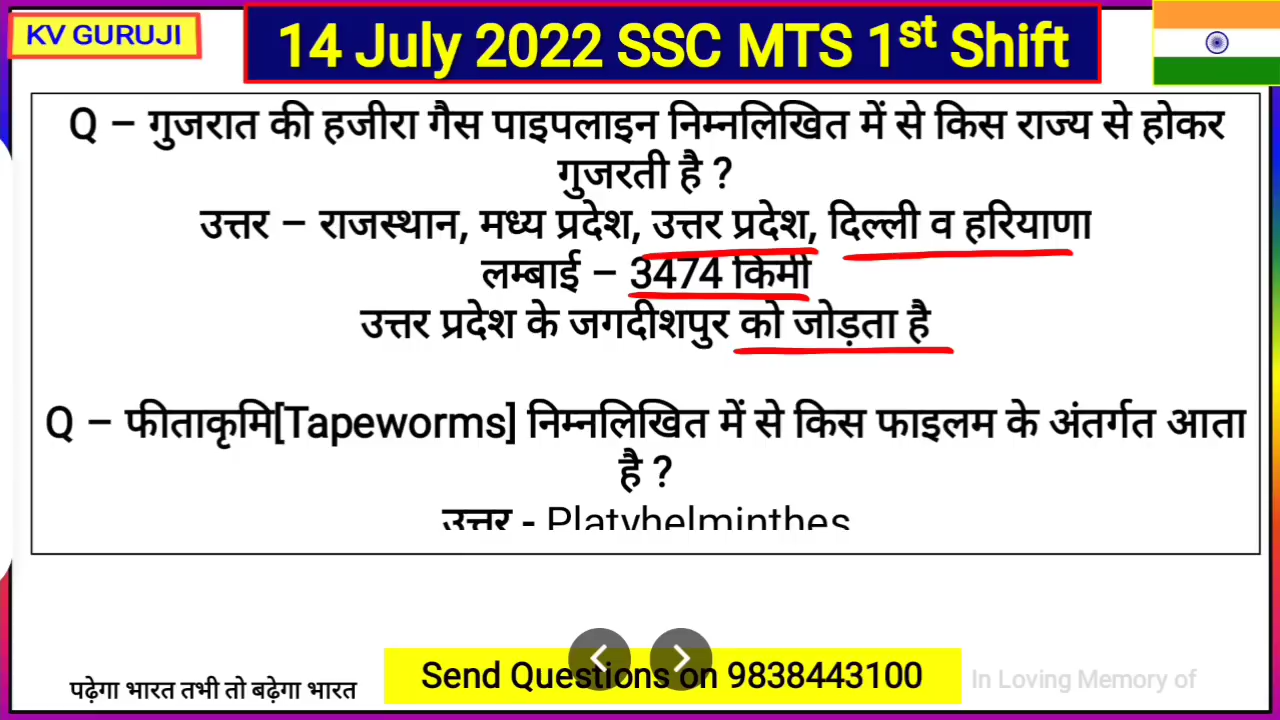 KV GURUJI
14 July 2022 SSC MTS 1st Shift
Q – गुजरात की हजीरा गैस पाइपलाइन निम्नलिखित में से किस राज्य से होकर
गुजरती है ?
उत्तर – राजस्थान, मध्य प्रदेश, उत्तर प्रदेश, दिल्ली व हरियाणा
लम्बाई – 3474 किमी
उत्तर प्रदेश के जगदीशपुर को जोड़ता है
Q – फीताकृमि[Tapeworms] निम्नलिखित में से किस फाइलम के अंतर्गत आता
है ?
उत्तर - Platyhelminthes
Send Questions on 9838443100
पढ़ेगा भारत तभी तो बढ़ेगा भारत
In Loving Memory of